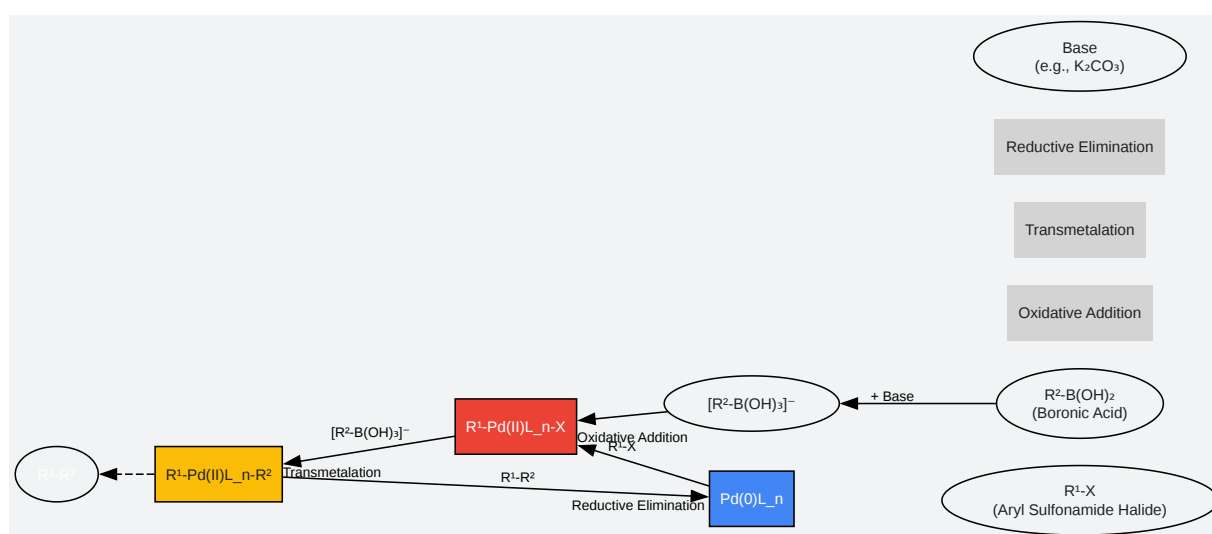 Base
(e.g., K₂CO₃)
Reductive Elimination
Transmetalation
Oxidative Addition
R²-B(OH)₂
(Boronic Acid)
+ Base
[R²-B(OH)₃]⁻
R¹-Pd(II)L_n-X
Oxidative Addition
R¹-X
[R²-B(OH)₃]⁻
R¹-R²
R¹-Pd(II)L_n-R²
Transmetalation
R¹-R²
Reductive Elimination
Pd(0)L_n
R¹-X
(Aryl Sulfonamide Halide)